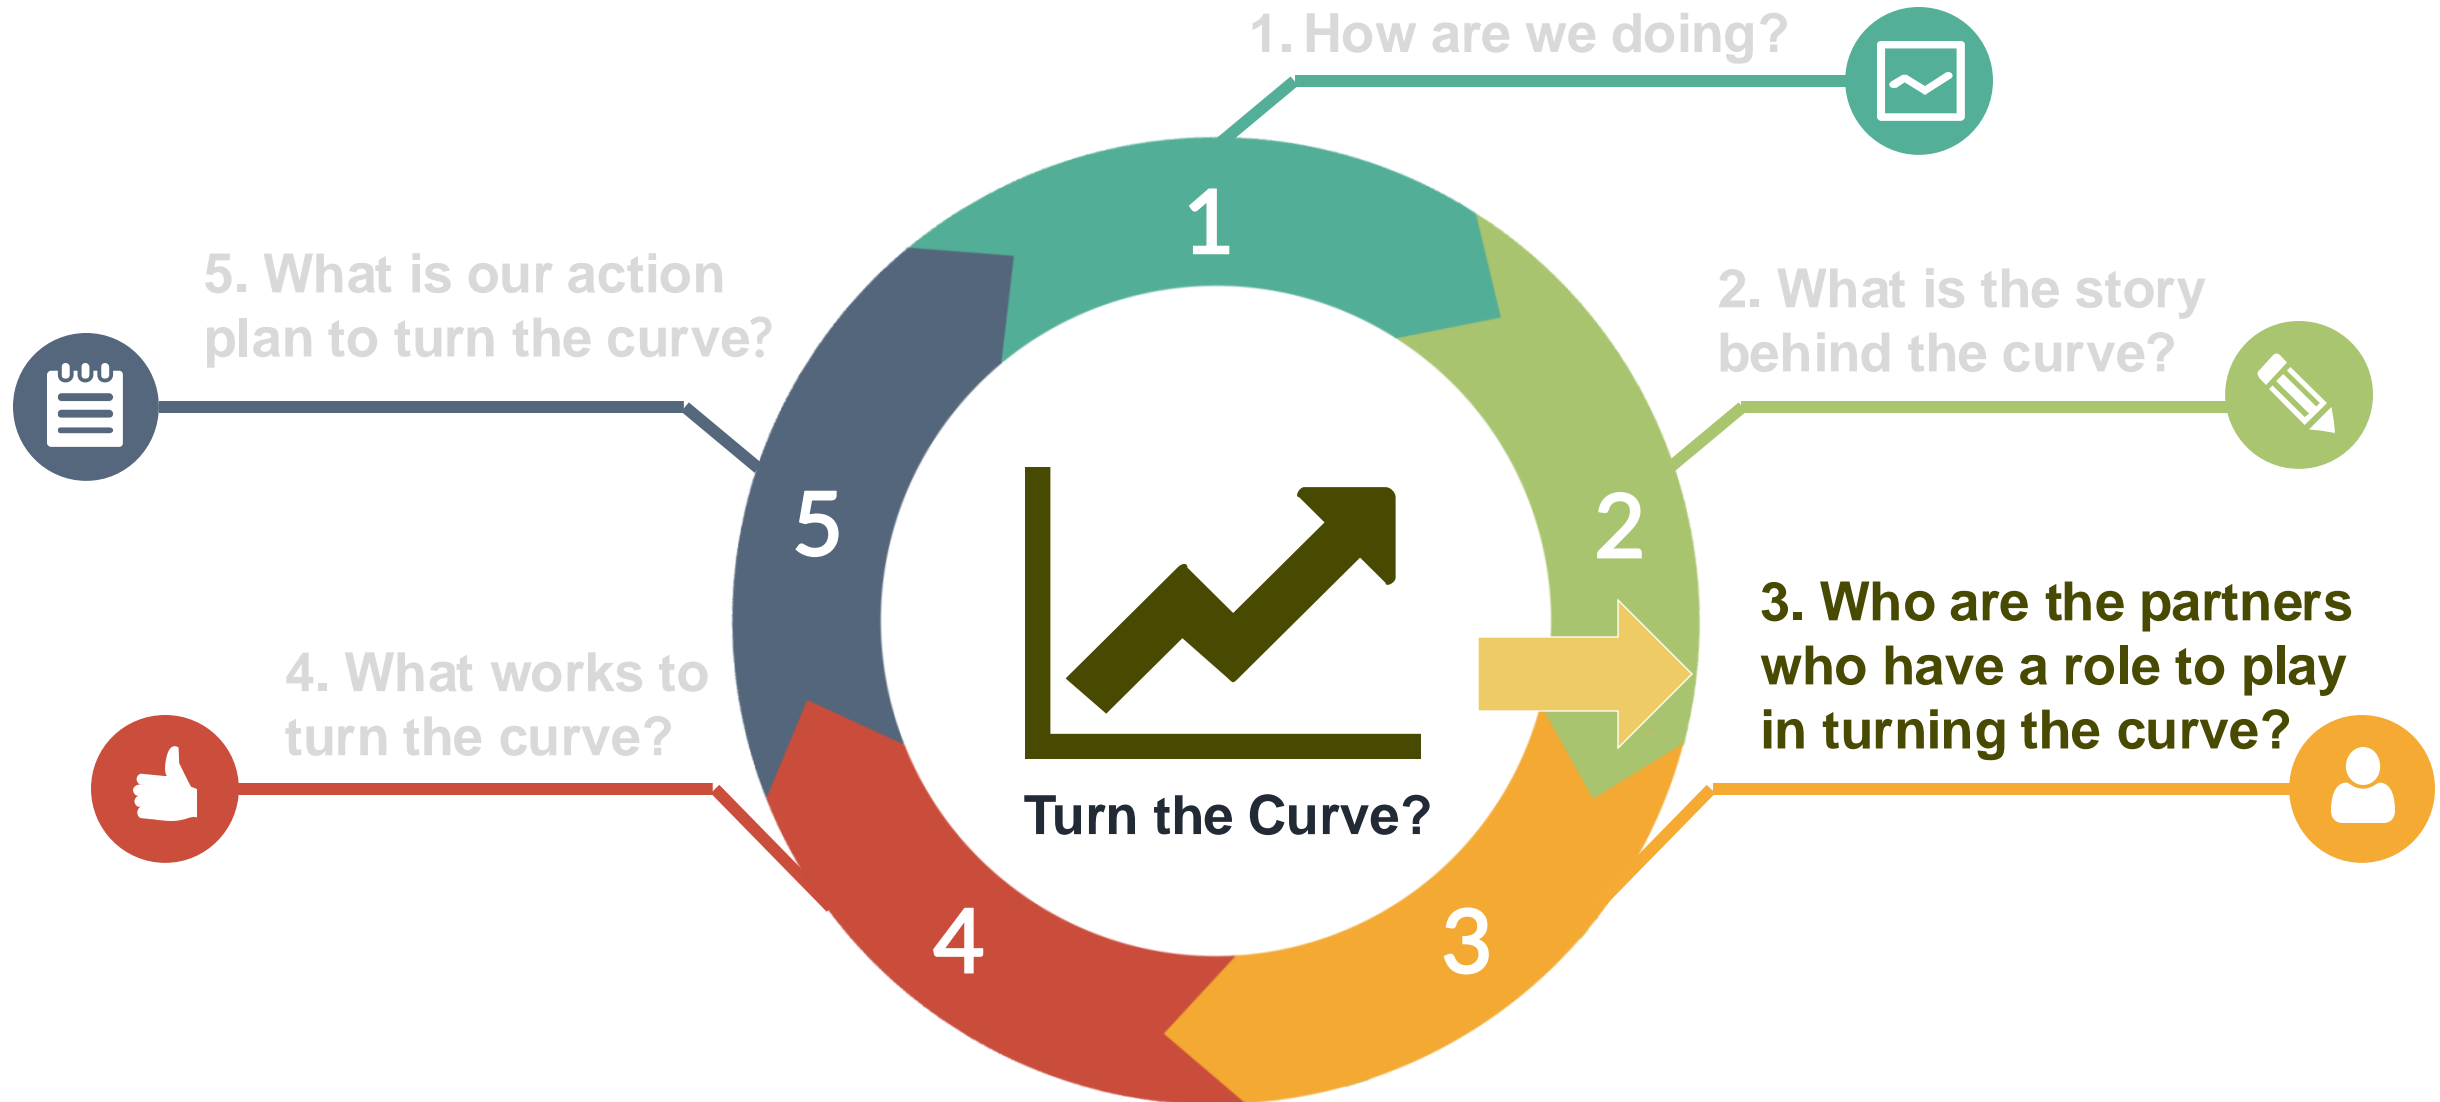 1. How are we doing?
1
5. What is our action
plan to turn the curve?
2. What is the story
behind the curve?
5
2
3. Who are the partners
who have a role to play
in turning the curve?
4. What works to
turn the curve?
Turn the Curve?
4
3